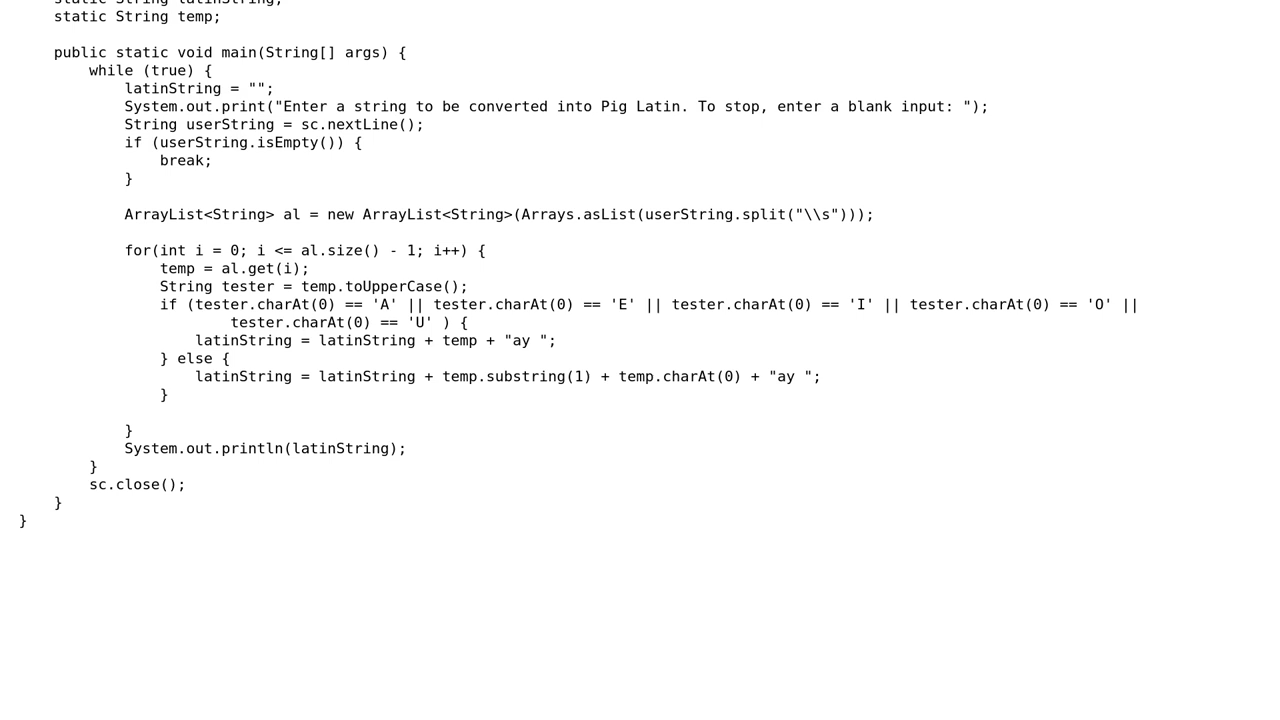 static String latinString;
static String temp;
public static void main(String[] args) {
while (true) {
latinString = "";
System.out.print("Enter a string to be converted into Pig Latin. To stop, enter a blank input: ");
String userString = sc.nextLine();
if (userString.isEmpty()) {
break;
}
ArrayList<String> al = new ArrayList<String>(Arrays.asList(userString.split("\\s")));
for(int i = 0; i <= al.size() - 1; i++) {
temp = al.get(i);
String tester = temp.toUpperCase();
if (tester.charAt(0) == 'A' || tester.charAt(0) == 'E' || tester.charAt(0) == 'I' || tester.charAt(0) == 'O' ||
tester.charAt(0) == 'U' ) {
latinString = latinString + temp + "ay ";
} else {
latinString = latinString + temp.substring(1) + temp.charAt(0) + "ay ";
}
}
System.out.println(latinString);
}
sc.close();
}
}